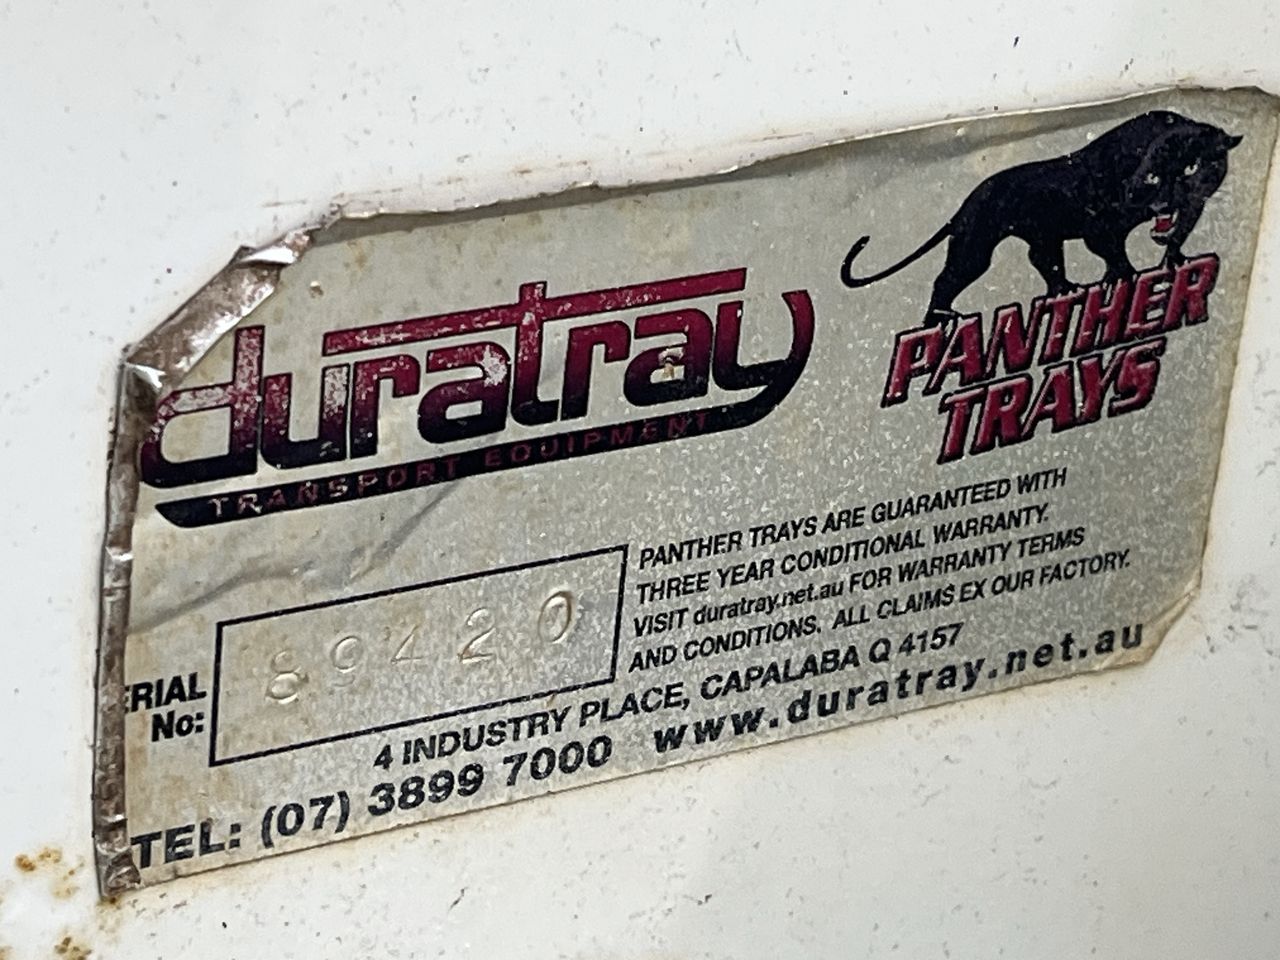 duratray
TRANSPORT EQUIPMENT
PANTHER
TRAYS
PANTHER TRAYS ARE GUARANTEED WITH
THREE YEAR CONDITIONAL WARRANTY.
VISIT duratray.net.au FOR WARRANTY TERMS
AND CONDITIONS. ALL CLAIMS EX OUR FACTORY.
ERIAL
No:
89420
4 INDUSTRY PLACE, CAPALABA Q 4157
TEL: (07) 3899 7000 www.duratray.net.au